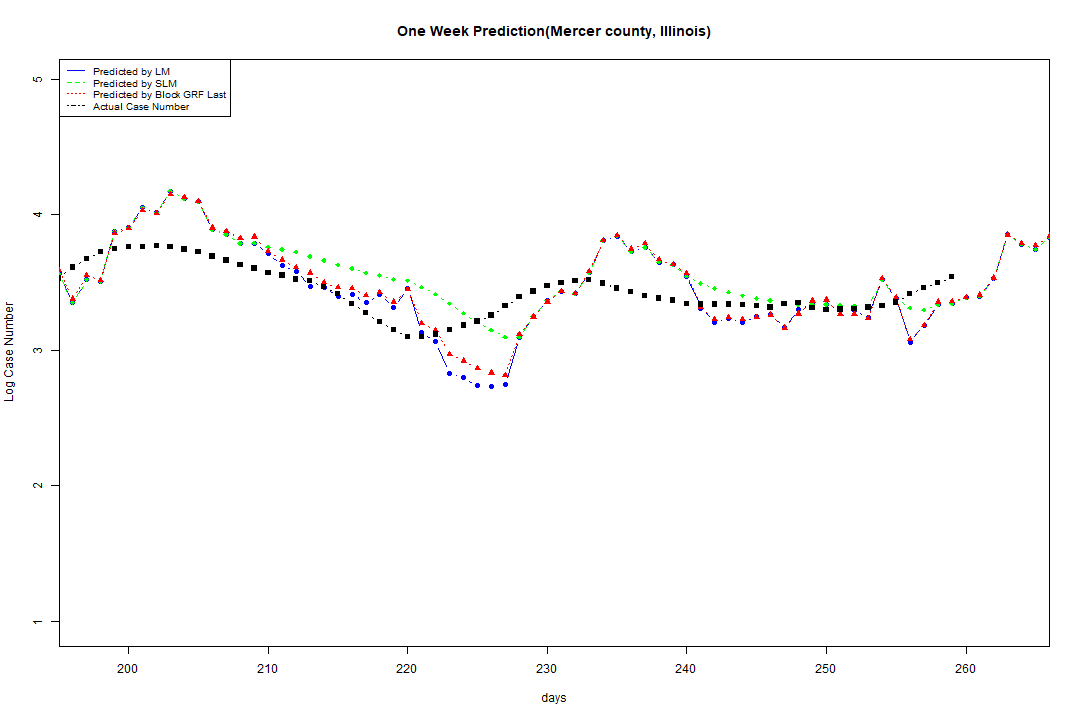 One Week Prediction(Mercer county, Illinois)
Predicted by LM
Predicted by SLM
Predicted by Block GRF Last
Actual Case Number
5
4
3
2
1
Log Case Number
200 210 220 230 240 250 260
days